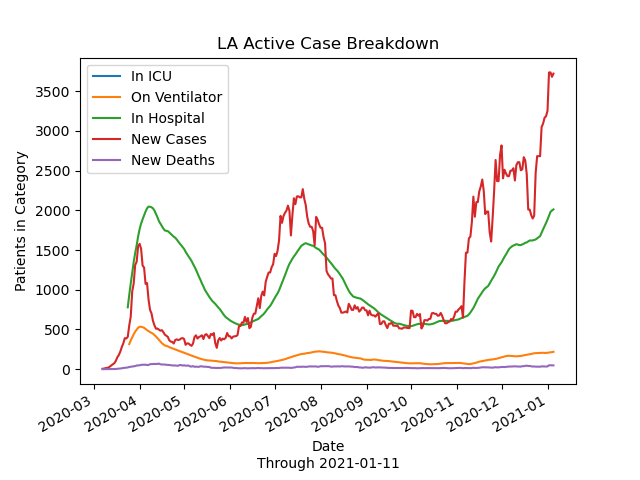 LA Active Case Breakdown
In ICU
On Ventilator
In Hospital
New Cases
New Deaths
Patients in Category
3500
3000
2500
2000
1500
1000
500
0
2020-03
2020-04
2020-05
2020-06
2020-07
2020-08
2020-09
2020-10
2020-11
2020-12
2021-01
Date
Through 2021-01-11